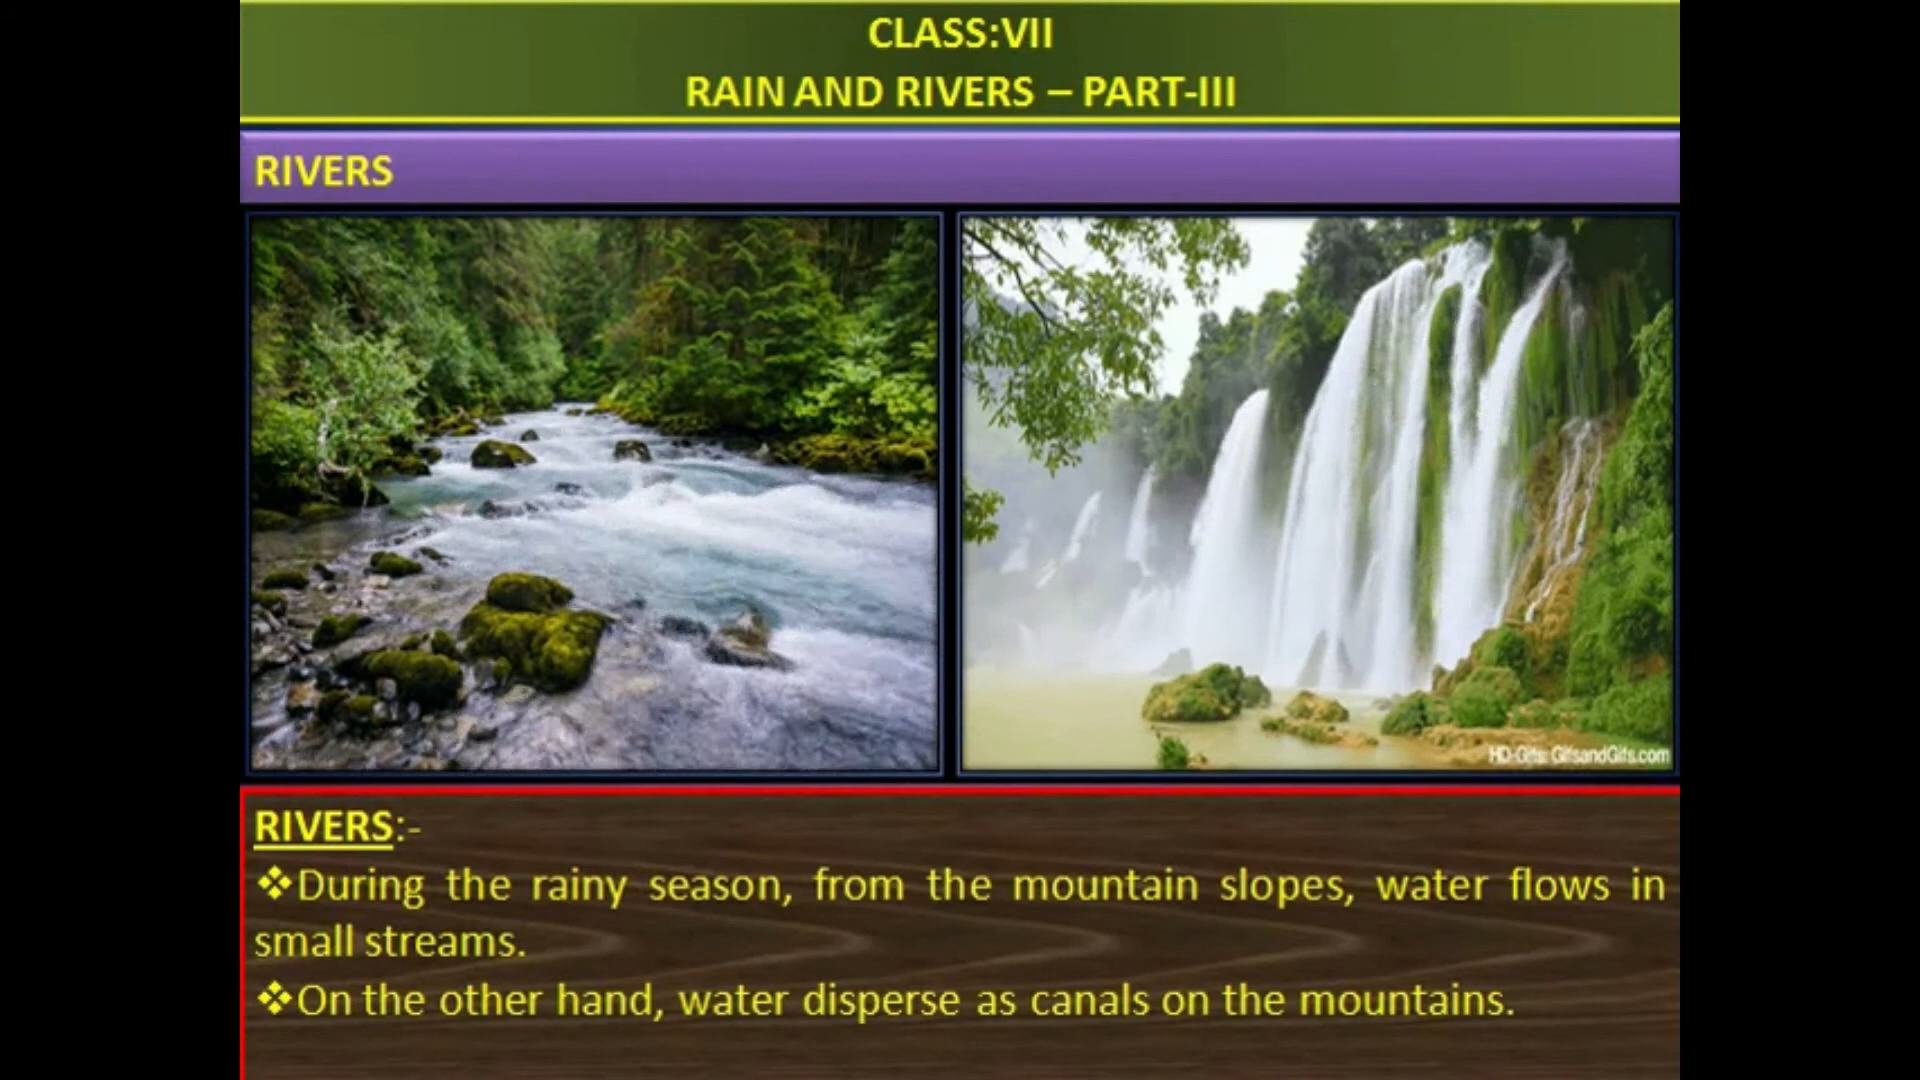 CLASS:VII
RAIN AND RIVERS – PART-III
RIVERS
HD-Gifs: GifsandGifs.com
RIVERS:-
❖During the rainy season, from the mountain slopes, water flows in
small streams.
❖On the other hand, water disperse as canals on the mountains.